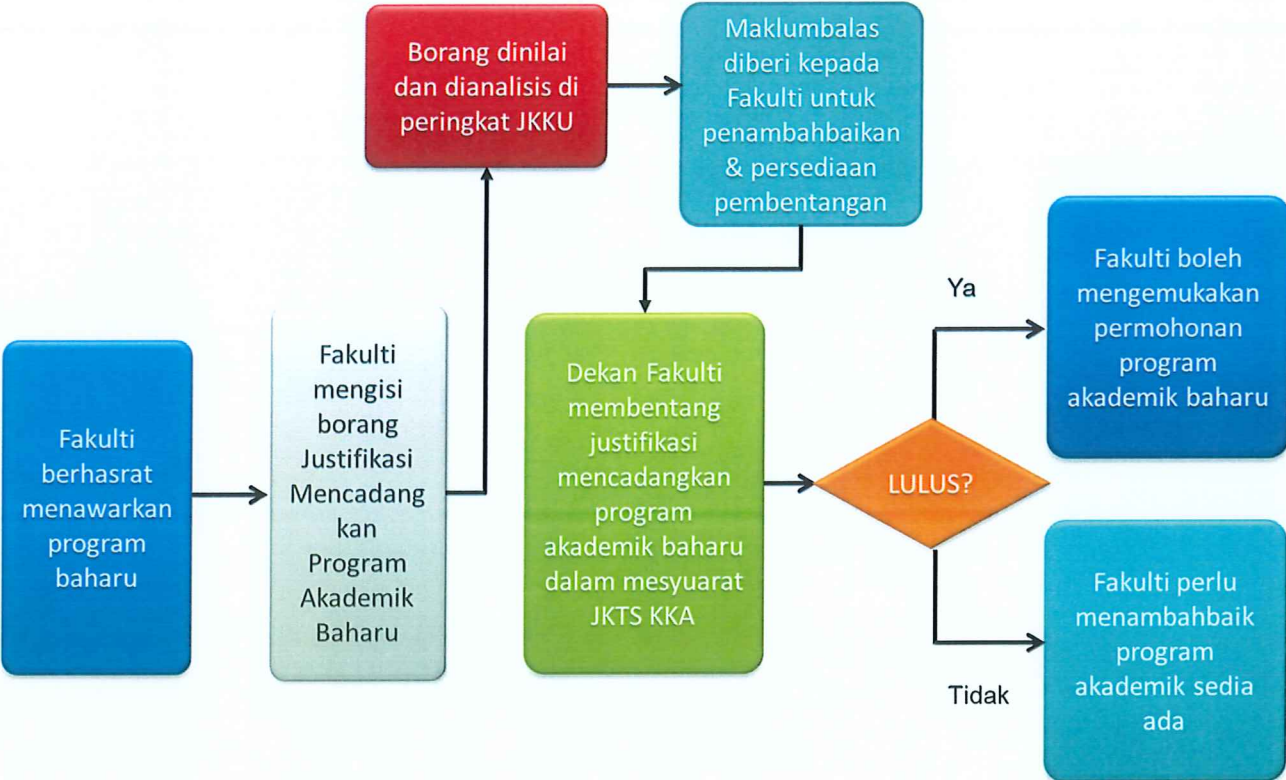 Fakulti
berhasrat
menawarkan
program
baharu
Fakulti
mengisi
borang
Justifikasi
Mencadang
kan
Program
Akademik
Baharu
Borang dinilai
dan dianalisis di
peringkat JKKU
Maklumbalas
diberi kepada
Fakulti untuk
penambahbaikan
& persediaan
pembentangan
Dekan Fakulti
membentang
justifikasi
mencadangkan
program
akademik baharu
dalam mesyuarat
JKTS KKA
LULUS?
Ya
Fakulti boleh
mengemukakan
permohonan
program
akademik baharu
Tidak
Fakulti perlu
menambahbaik
program
akademik sedia
ada